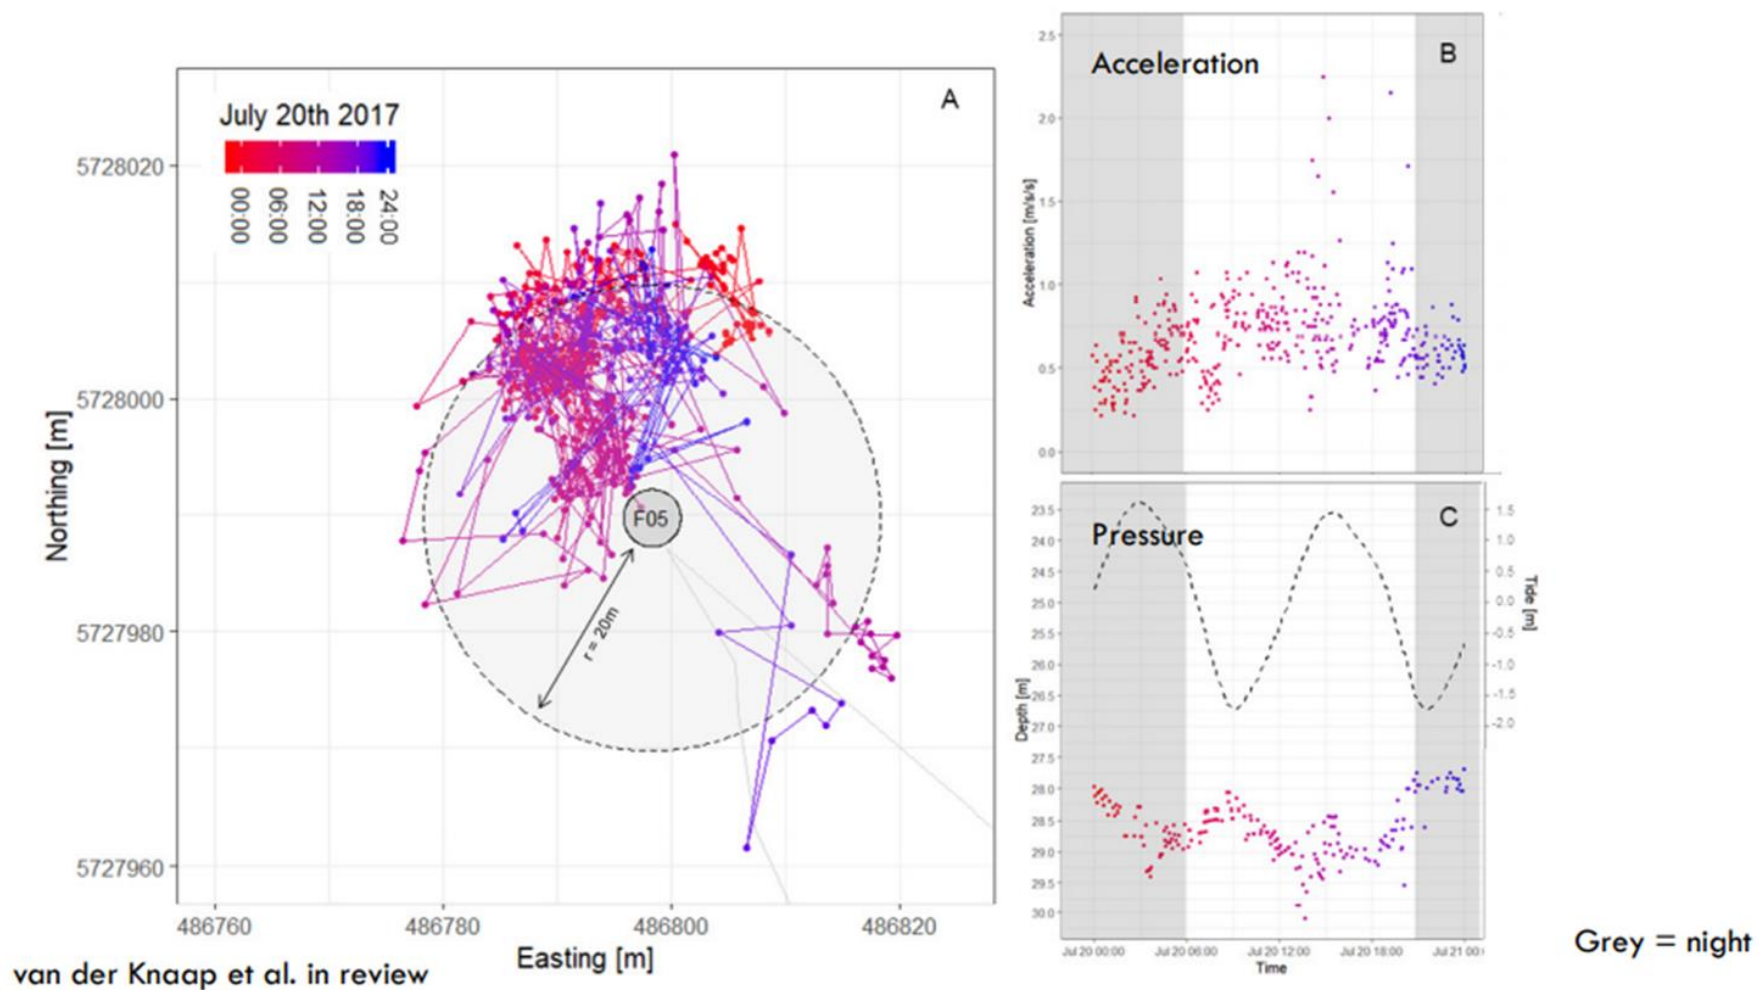 A
July 20th 2017
00:00
06:00
12:00
18:00
24:00
5728020
5728000
5727980
5727960
Northing [m]
F05
r = 20m
486760
486780
486800
486820
Easting [m]
van der Knaap et al. in review
B
Acceleration
2.5
2.0
1.5
1.0
0.5
0.0
Acceleration [m/s/s]
C
Pressure
23.5
24.0
24.5
25.0
25.5
26.0
26.5
27.0
27.5
28.0
28.5
29.0
29.5
30.0
Depth [m]
1.5
1.0
0.5
0.0
-0.5
-1.0
-1.5
-2.0
Tide [m]
Jul 20 00:00
Jul 20 06:00
Jul 20 12:00
Jul 20 18:00
Jul 21 00:
Time
Grey = night